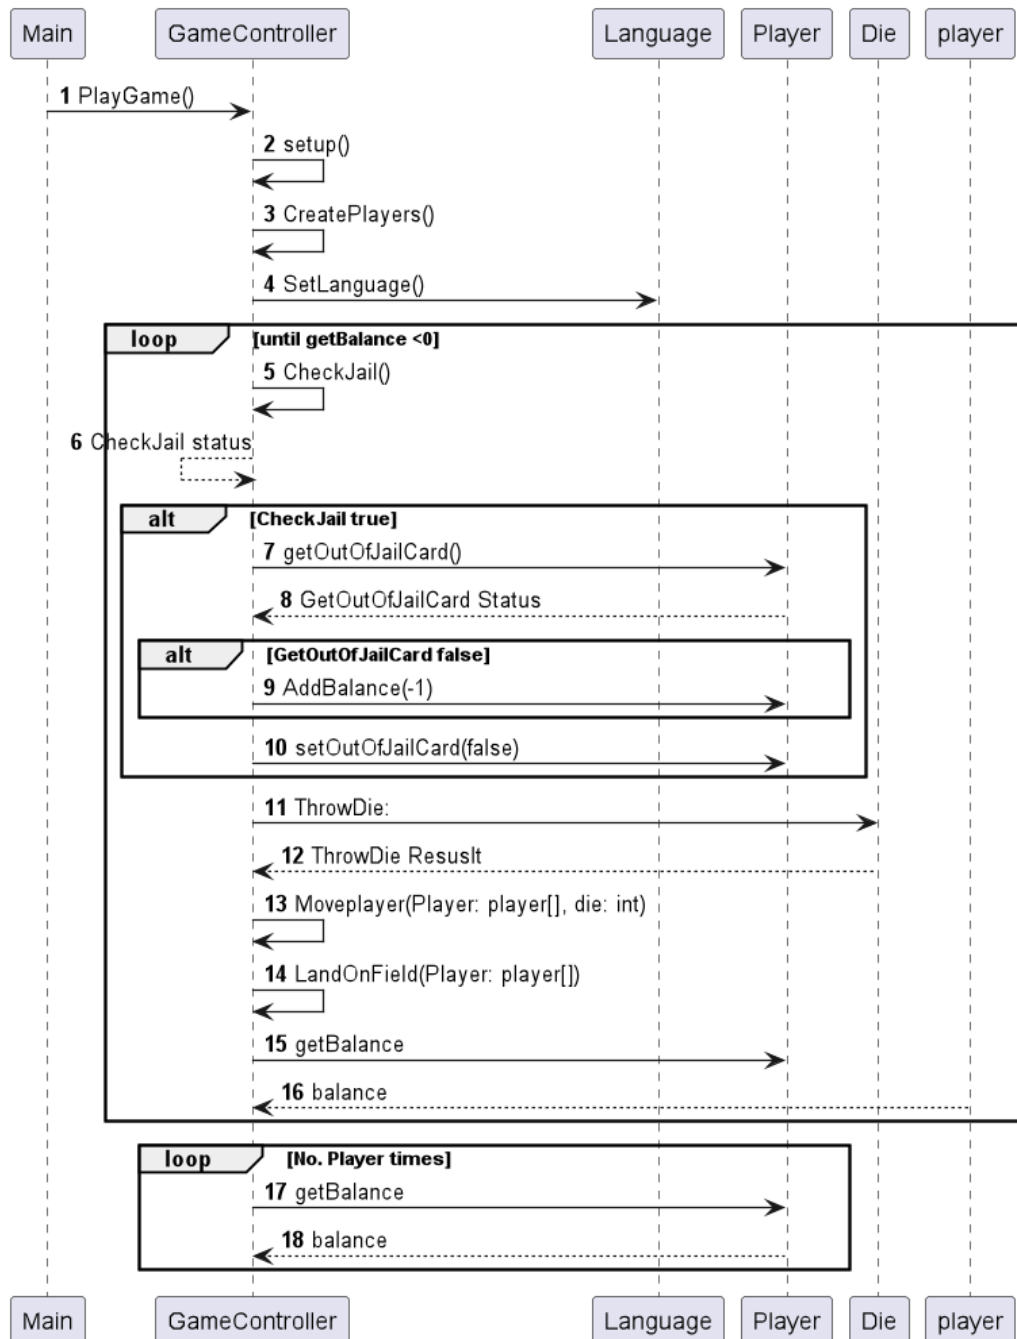 Main GameController Language Player Die player
1 PlayGame()
2 setup()
3 CreatePlayers()
4 SetLanguage()
loop [until getBalance <0]
5 CheckJail()
6 CheckJail status
alt [CheckJail true]
7 getOutOfJailCard()
8 GetOutOfJailCard Status
alt [GetOutOfJailCard false]
9 AddBalance(-1)
10 setOutOfJailCard(false)
11 ThrowDie:
12 ThrowDie Resuslt
13 Moveplayer(Player: player[], die: int)
14 LandOnField(Player: player[])
15 getBalance
16 balance
loop [No. Player times]
17 getBalance
18 balance
Main GameController Language Player Die player